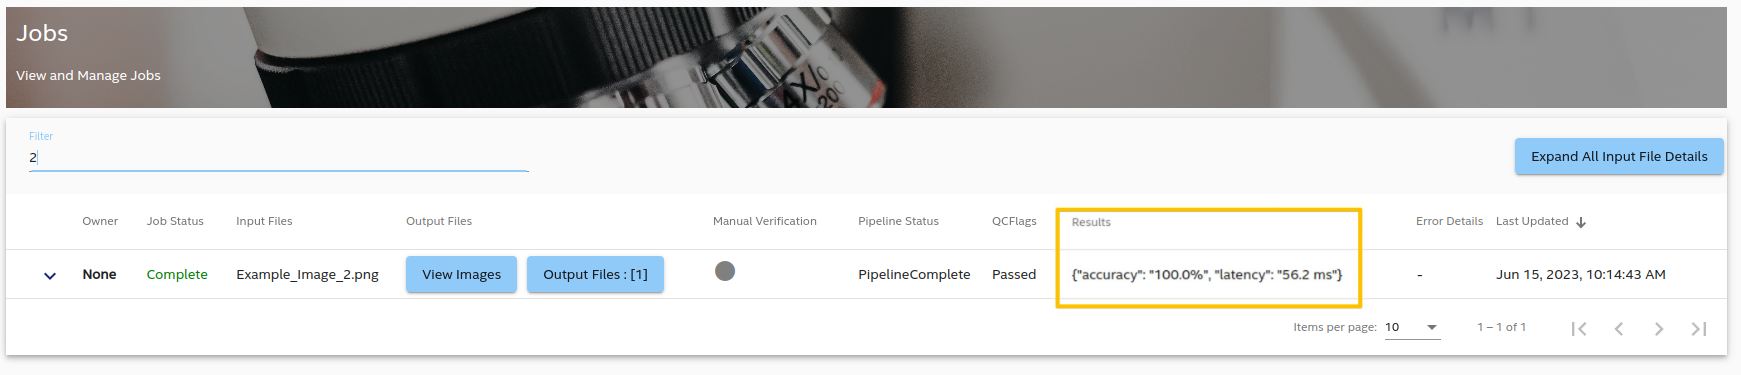 Jobs
View and Manage Jobs
AX/0
200
Filter
2
Expand All Input File Details
Owner Job Status Input Files Output Files Manual Verification Pipeline Status QCFlags Results Error Details Last Updated
None Complete Example_Image_2.png View Images Output Files : [1] PipelineComplete Passed {"accuracy": "100.0%", "latency": "56.2 ms"} - Jun 15, 2023, 10:14:43 AM
Items per page: 10 1 – 1 of 1